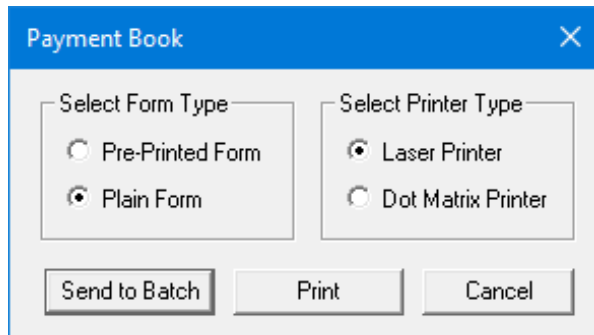 Payment Book
Select Form Type
Pre-Printed Form
Plain Form
Select Printer Type
Laser Printer
Dot Matrix Printer
Send to Batch
Print
Cancel